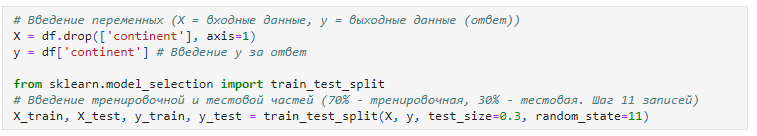 # Введение переменных (X = входные данные, y = выходные данные (ответ))
X = df.drop(['continent'], axis=1)
y = df['continent'] # Введение y за ответ

from sklearn.model_selection import train_test_split
# Введение тренировочной и тестовой частей (70% - тренировочная, 30% - тестовая. Шаг 11 записей)
X_train, X_test, y_train, y_test = train_test_split(X, y, test_size=0.3, random_state=11)